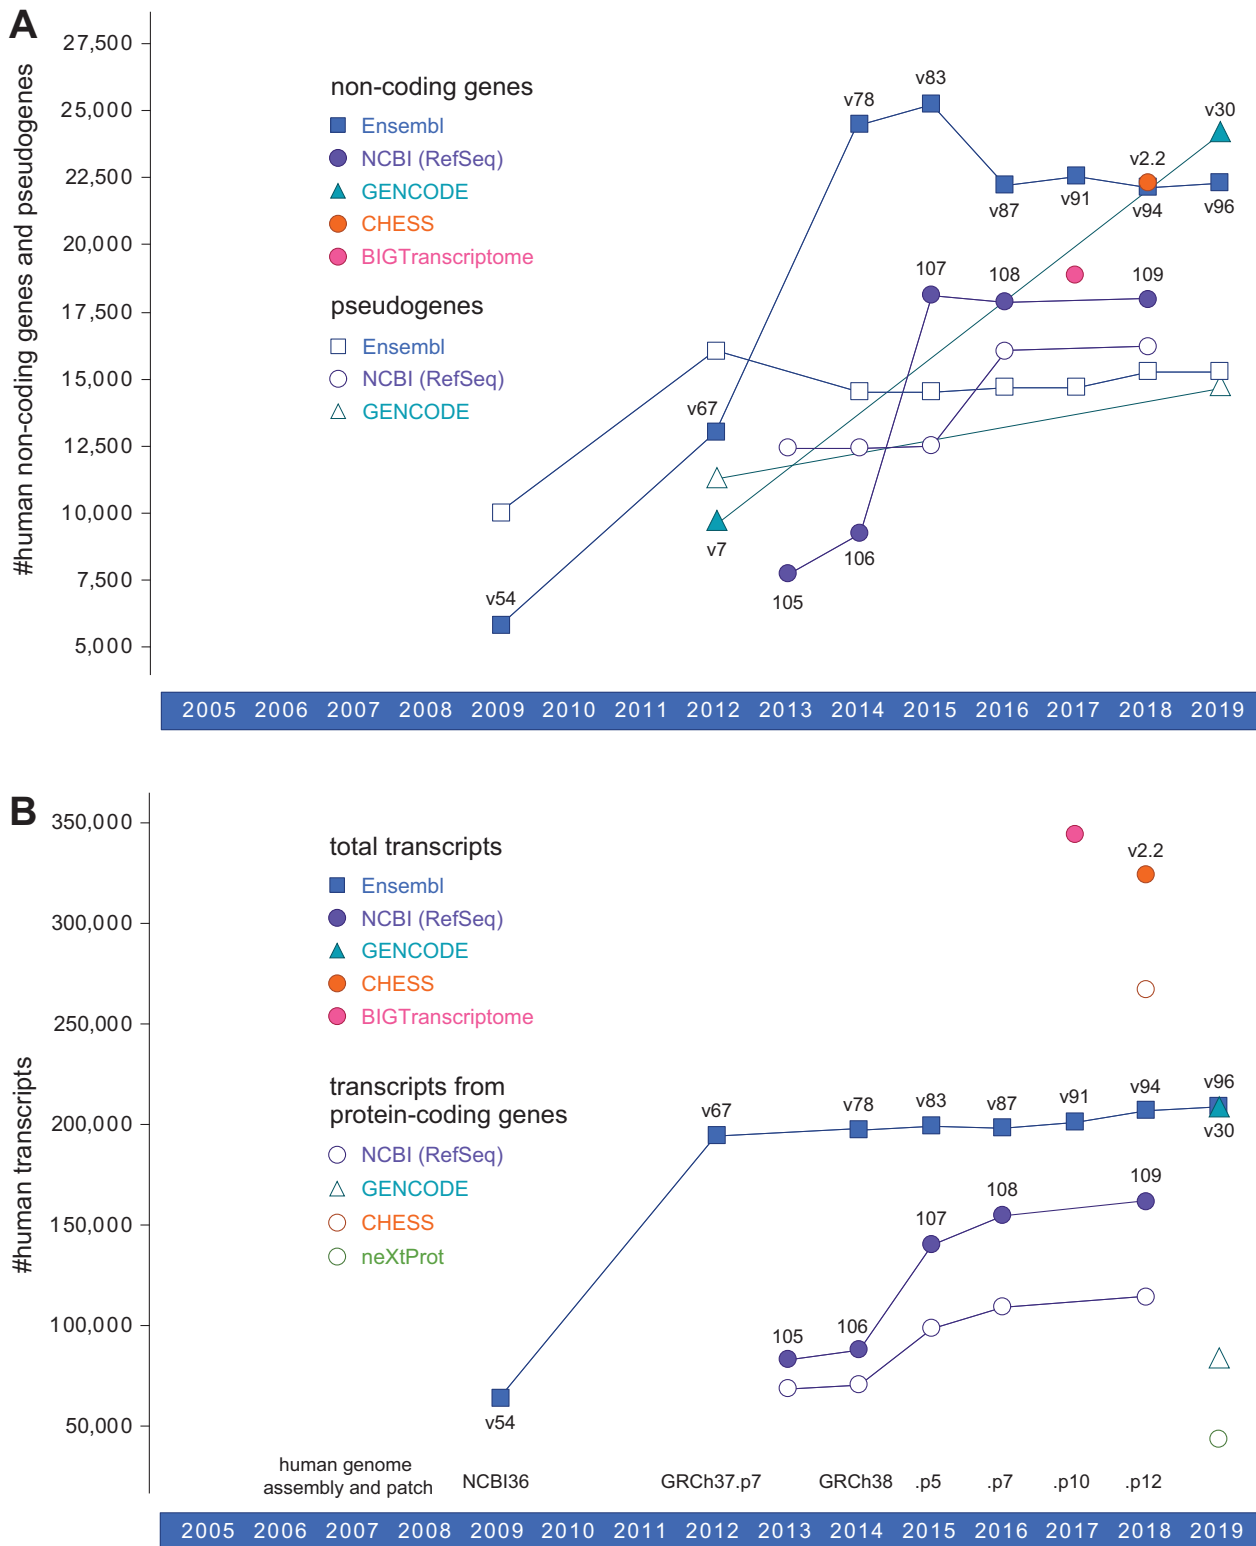 A
#human non-coding genes and pseudogenes
27,500
25,000
22,500
20,000
17,500
15,000
12,500
10,000
7,500
5,000
non-coding genes
Ensembl
NCBI (RefSeq)
GENCODE
CHESS
BIGTranscriptome
pseudogenes
Ensembl
NCBI (RefSeq)
GENCODE
v54
v67
v7
105
106
v78
v83
107
v87
108
v91
v2.2
v94
109
v30
v96
2005 2006 2007 2008 2009 2010 2011 2012 2013 2014 2015 2016 2017 2018 2019
B
#human transcripts
350,000
300,000
250,000
200,000
150,000
100,000
50,000
total transcripts
Ensembl
NCBI (RefSeq)
GENCODE
CHESS
BIGTranscriptome
transcripts from
protein-coding genes
NCBI (RefSeq)
GENCODE
CHESS
neXtProt
v54
v67
v78
v83
v87
v91
v94
v96
v30
v2.2
105
106
107
108
109
human genome
assembly and patch
NCBI36
GRCh37.p7
GRCh38
.p5
.p7
.p10
.p12
2005 2006 2007 2008 2009 2010 2011 2012 2013 2014 2015 2016 2017 2018 2019